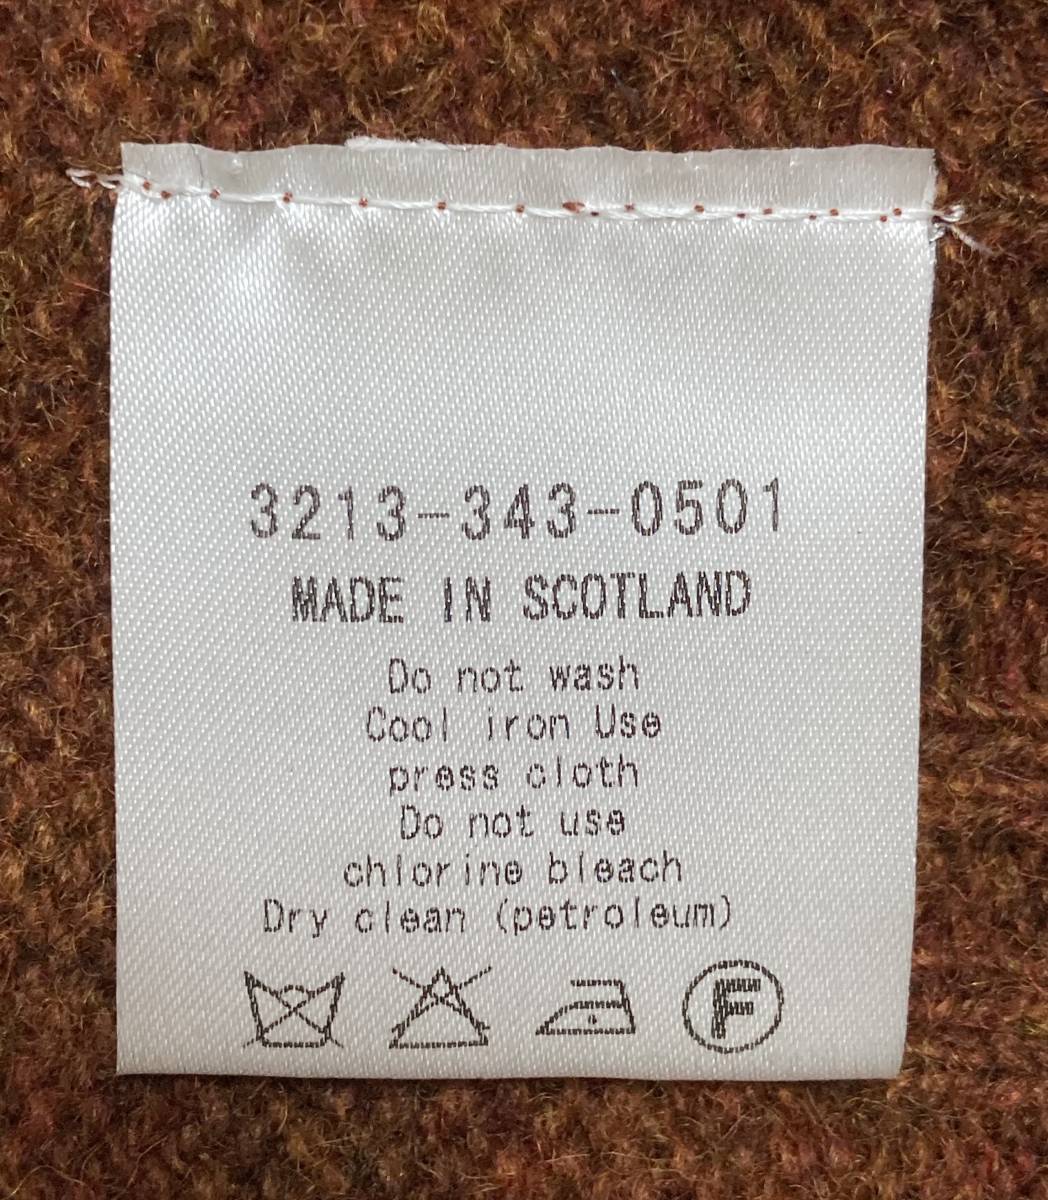 3213-343-0501
MADE IN SCOTLAND
Do not wash
Cool iron Use
press cloth
Do not use
chlorine bleach
Dry clean (petroleum)
F